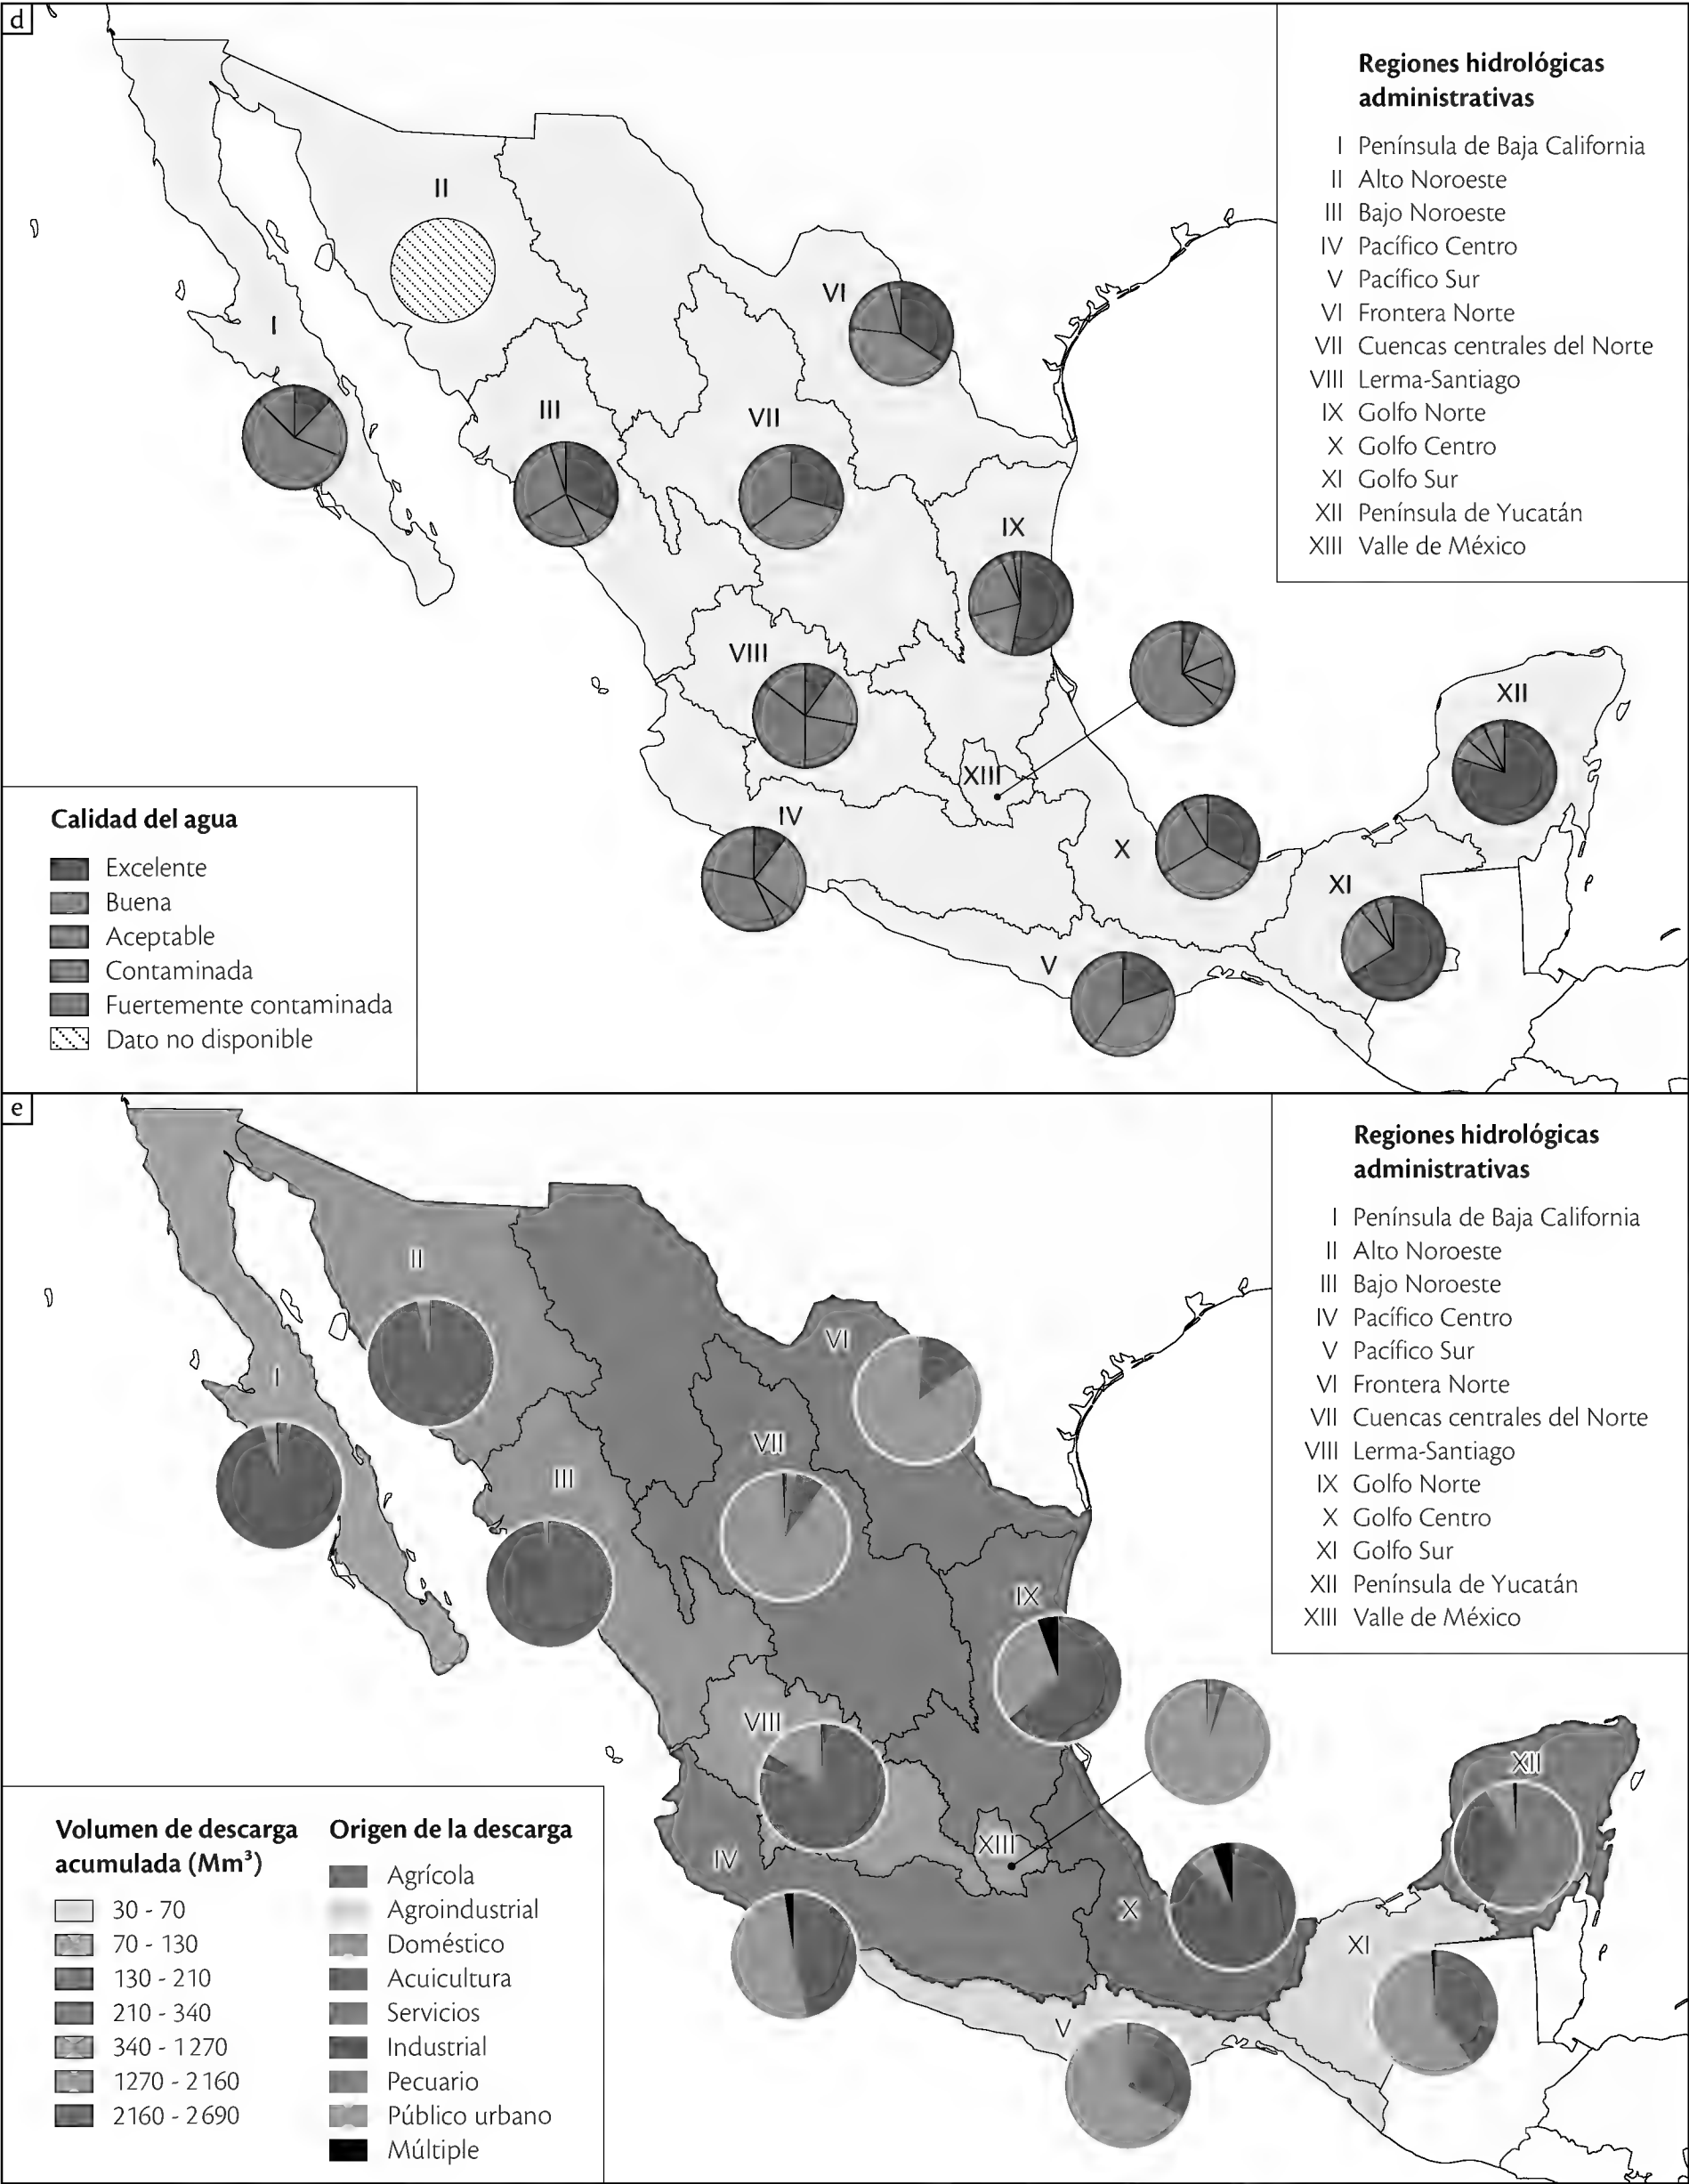 d
Regiones hidrológicas
administrativas
I Península de Baja California
II Alto Noroeste
III Bajo Noroeste
IV Pacífico Centro
V Pacífico Sur
VI Frontera Norte
VII Cuencas centrales del Norte
VIII Lerma-Santiago
IX Golfo Norte
X Golfo Centro
XI Golfo Sur
XII Península de Yucatán
XIII Valle de México
II
VI
I
III
VII
IX
VIII
XII
XIII
IV
X
XI
V
Calidad del agua
Excelente
Buena
Aceptable
Contaminada
Fuertemente contaminada
Dato no disponible
e
Regiones hidrológicas
administrativas
I Península de Baja California
II Alto Noroeste
III Bajo Noroeste
IV Pacífico Centro
V Pacífico Sur
VI Frontera Norte
VII Cuencas centrales del Norte
VIII Lerma-Santiago
IX Golfo Norte
X Golfo Centro
XI Golfo Sur
XII Península de Yucatán
XIII Valle de México
II
VI
I
VII
III
IX
VIII
XII
XIII
IV
X
XI
V
Volumen de descarga
acumulada (Mm³)
30 - 70
70 - 130
130 - 210
210 - 340
340 - 1270
1270 - 2160
2160 - 2690
Origen de la descarga
Agrícola
Agroindustrial
Doméstico
Acuicultura
Servicios
Industrial
Pecuario
Público urbano
Múltiple